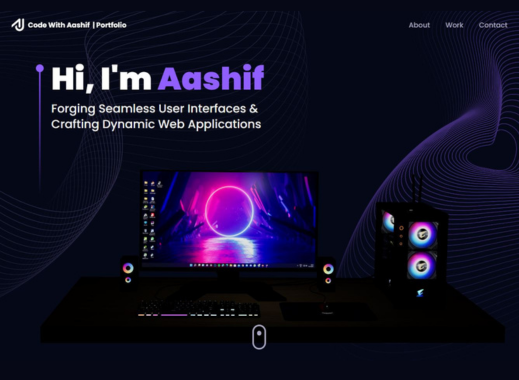 Code With Aashif | Portfolio
About
Work
Contact
Hi, I'm Aashif
Forging Seamless User Interfaces &
Crafting Dynamic Web Applications